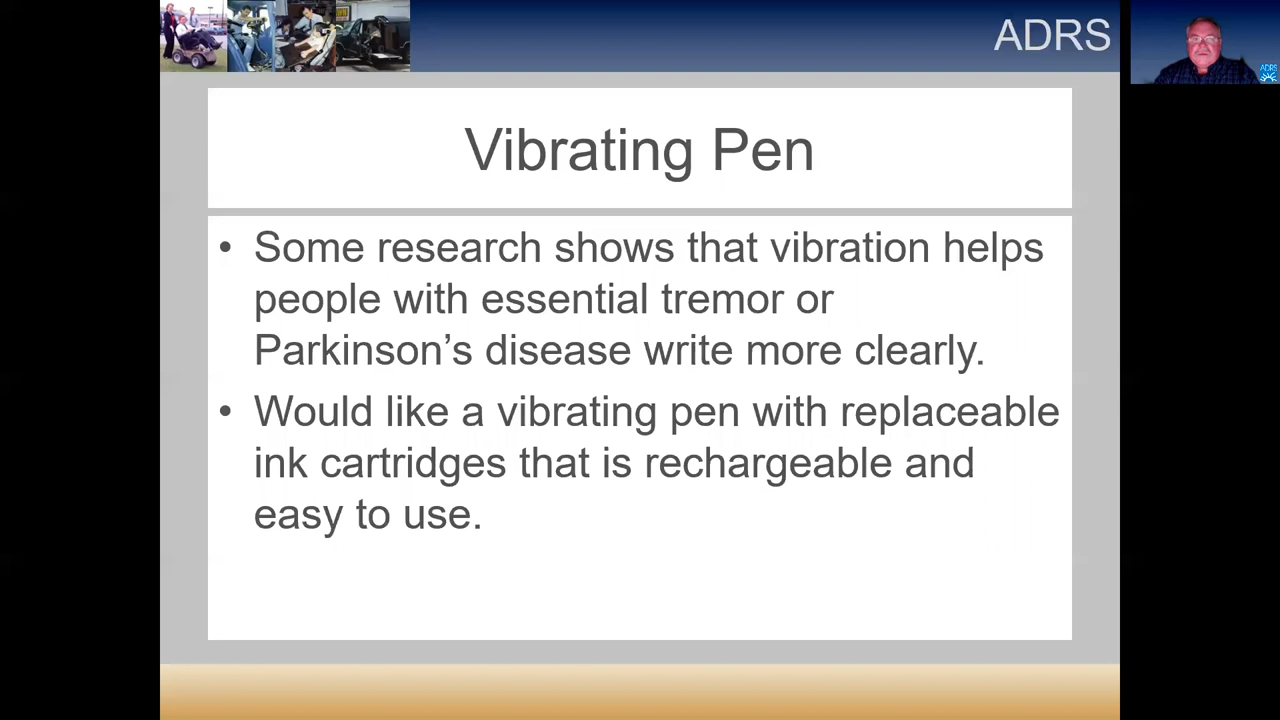 ADRS
ADRS
Vibrating Pen
• Some research shows that vibration helps
people with essential tremor or
Parkinson’s disease write more clearly.
• Would like a vibrating pen with replaceable
ink cartridges that is rechargeable and
easy to use.